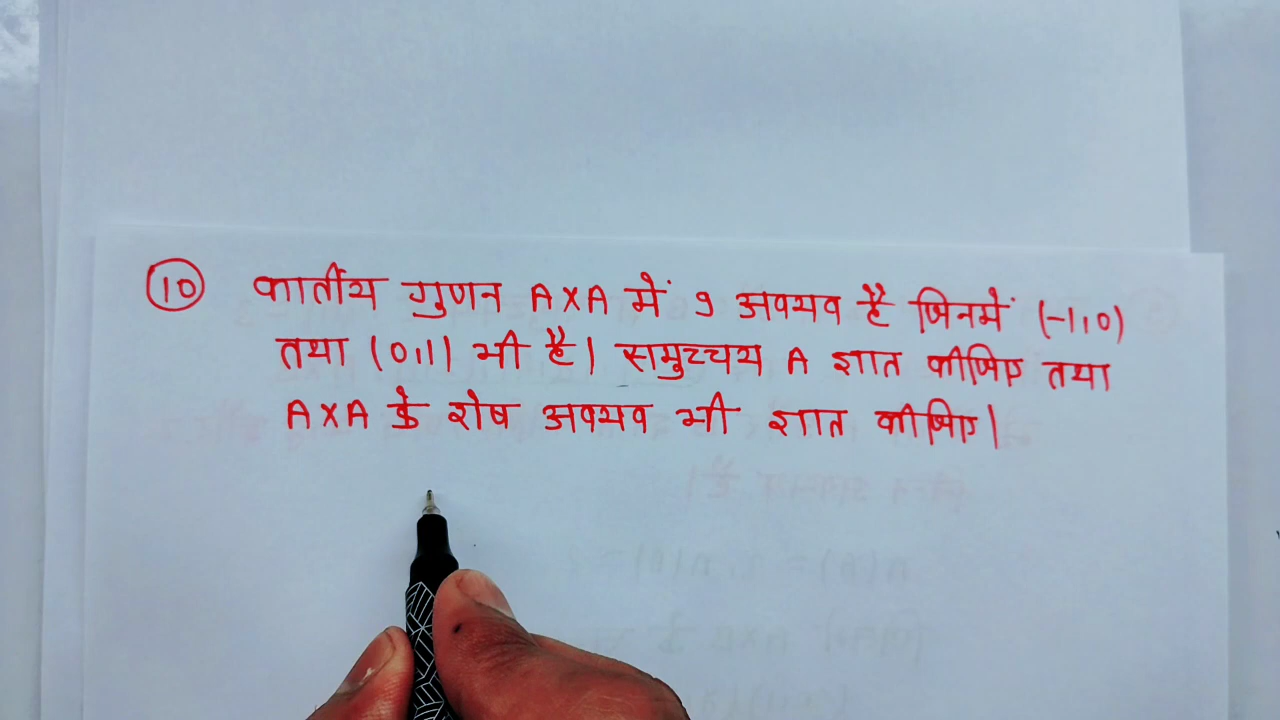 10 कार्तीय गुणन A×A में 9 अवयव है जिनमें (-1,0)
तथा (0,1) भी है। समुच्चय A ज्ञात कीजिए तथा
A×A के शेष अवयव भी ज्ञात कीजिए।